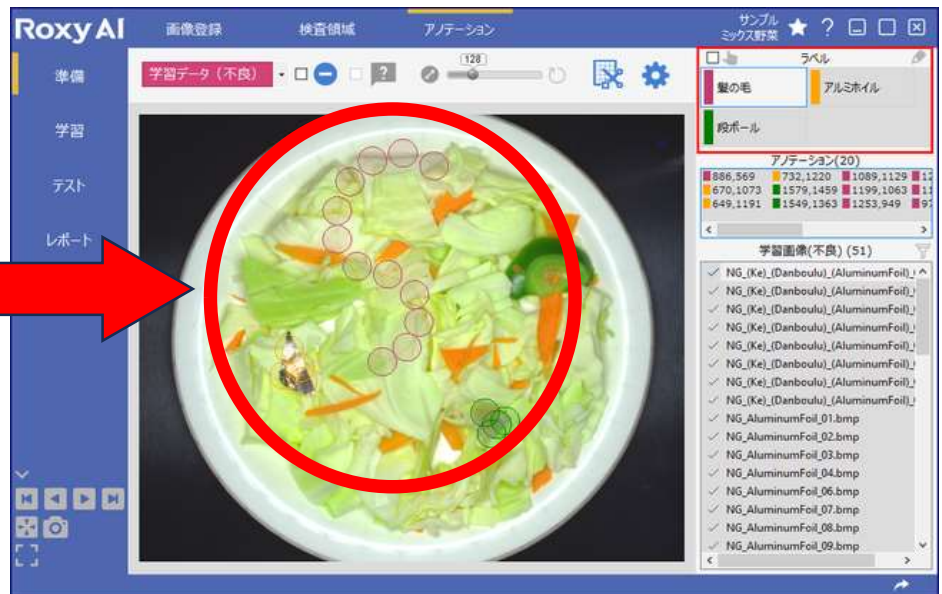 Roxy AI
画像登録
検査領域
アノテーション
サンプル
ミックス野菜
準備
学習
テスト
レポート
学習データ（不良）
128
ラベル
髪の毛
アルミホイル
段ボール
アノテーション(20)
886,569 732,1220 1089,1129 12
670,1073 1579,1459 1199,1063 11
649,1191 1549,1363 1253,949 97
学習画像(不良) (51)
NG_(Ke)_(Danboulu)_(AluminumFoil)_
NG_(Ke)_(Danboulu)_(AluminumFoil)_
NG_(Ke)_(Danboulu)_(AluminumFoil)_
NG_(Ke)_(Danboulu)_(AluminumFoil)_
NG_(Ke)_(Danboulu)_(AluminumFoil)_
NG_(Ke)_(Danboulu)_(AluminumFoil)_
NG_(Ke)_(Danboulu)_(AluminumFoil)_
NG_(Ke)_(Danboulu)_(AluminumFoil)_
NG_AluminumFoil_01.bmp
NG_AluminumFoil_02.bmp
NG_AluminumFoil_03.bmp
NG_AluminumFoil_04.bmp
NG_AluminumFoil_06.bmp
NG_AluminumFoil_07.bmp
NG_AluminumFoil_08.bmp
NG_AluminumFoil_09.bmp